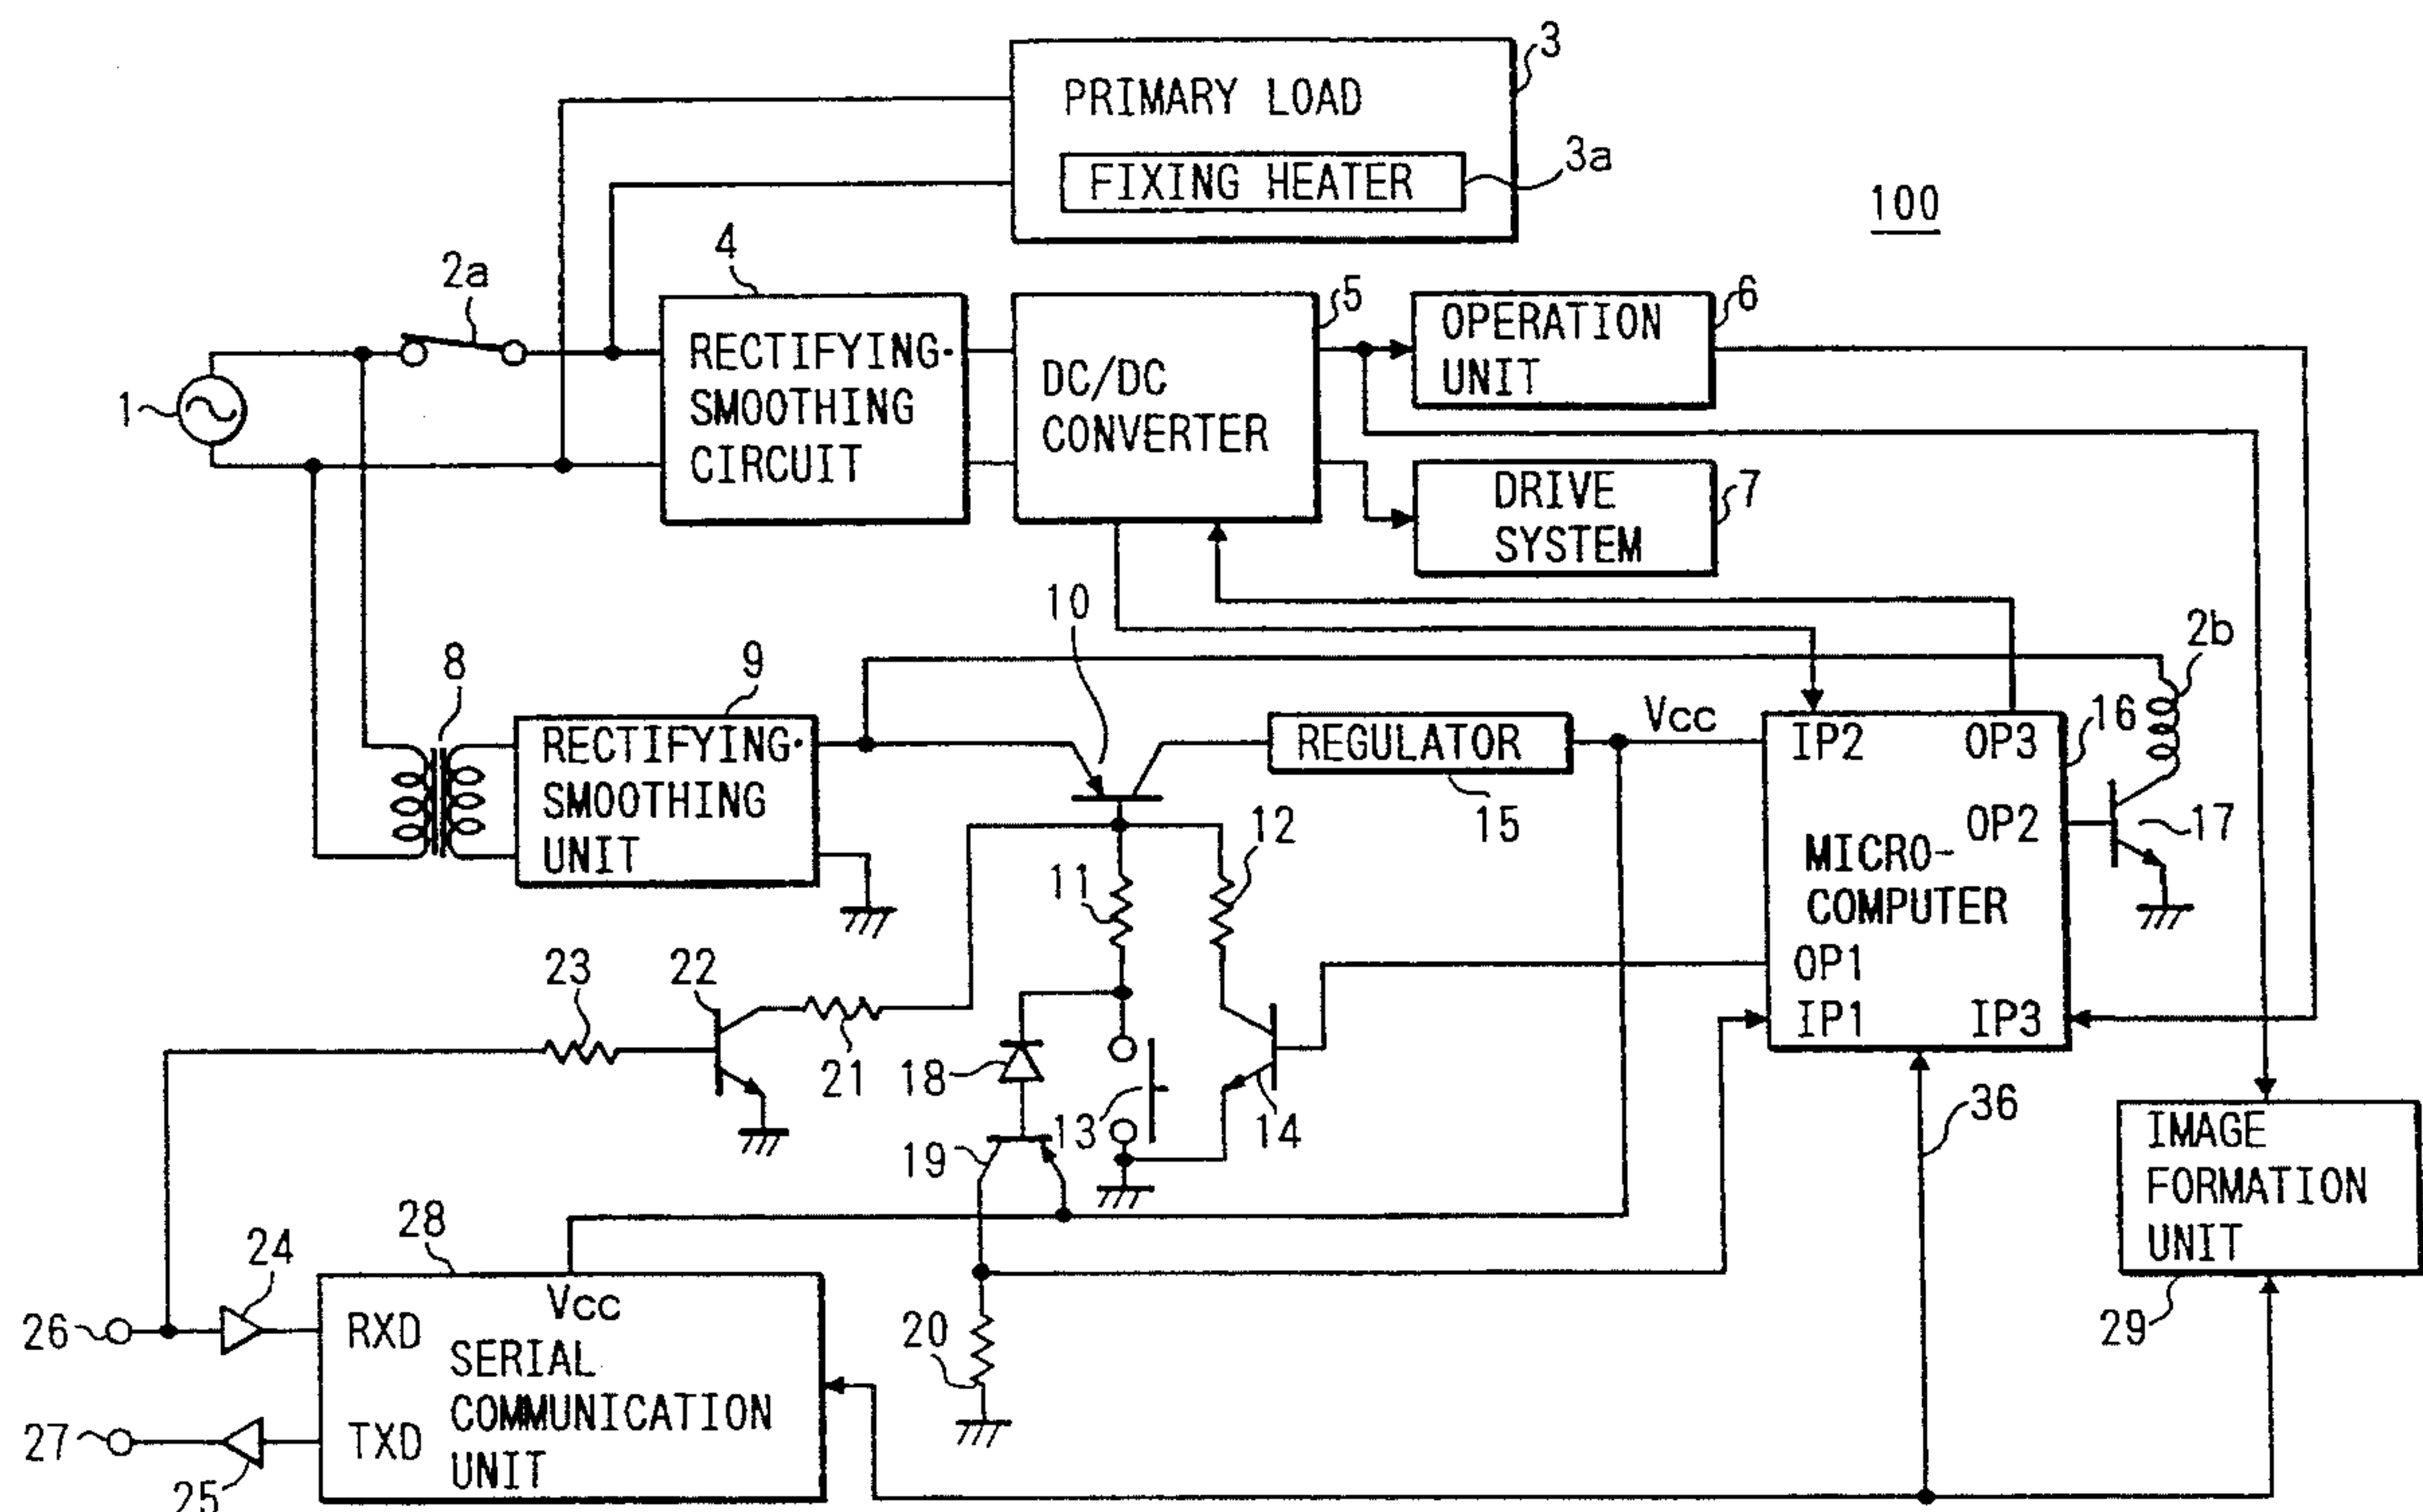 3
PRIMARY LOAD
3a
FIXING HEATER
100
4
2a
5
6
OPERATION
UNIT
RECTIFYING·
SMOOTHING
CIRCUIT
DC/DC
CONVERTER
1
DRIVE
SYSTEM
7
10
2b
8
9
Vcc
16
RECTIFYING·
SMOOTHING
UNIT
REGULATOR
15
IP2
OP3
OP2
17
MICRO-
COMPUTER
OP1
IP1
IP3
12
11
23
22
21
18
13
14
19
36
IMAGE
FORMATION
UNIT
29
28
24
26
Vcc
RXD
SERIAL
COMMUNICATION
UNIT
TXD
27
25
20